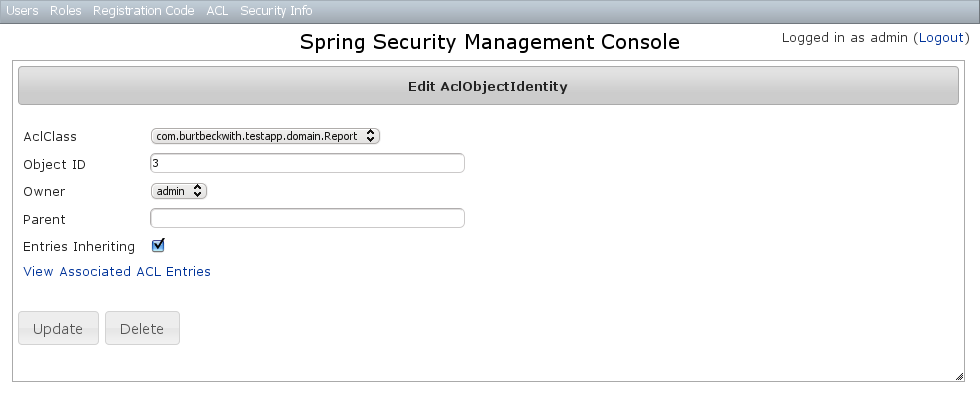 Users Roles Registration Code ACL Security Info
Spring Security Management Console
Logged in as admin (Logout)
Edit AclObjectIdentity
AclClass com.burtbeckwith.testapp.domain.Report
Object ID 3
Owner admin
Parent
Entries Inheriting
View Associated ACL Entries
Update Delete